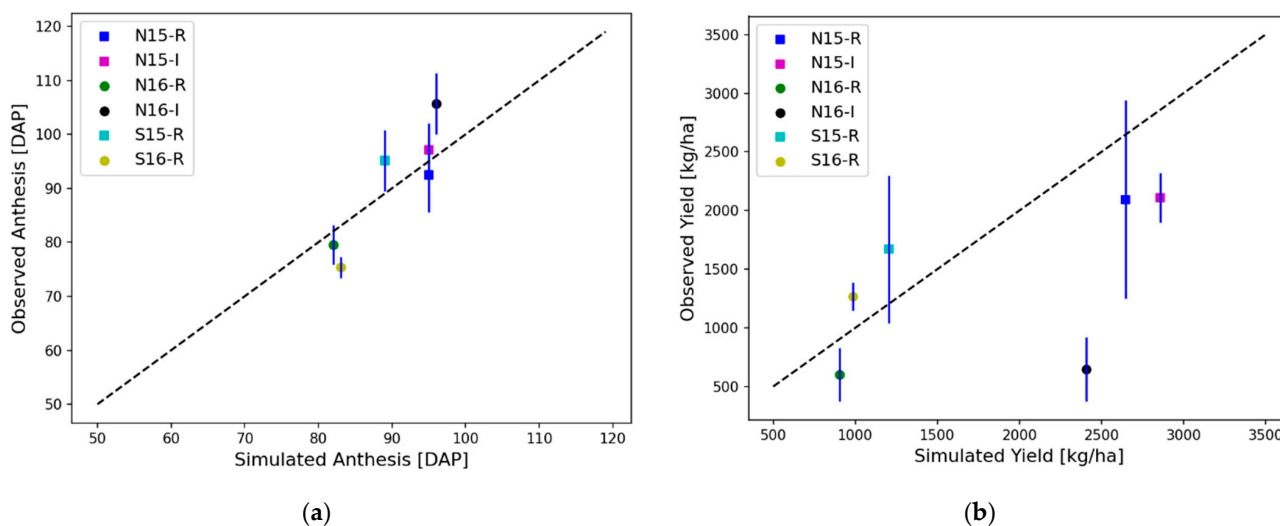 120
110
100
90
80
70
60
50
Observed Anthesis [DAP]
N15-R
N15-I
N16-R
N16-I
S15-R
S16-R
50 60 70 80 90 100 110 120
Simulated Anthesis [DAP]
(a)
3500
3000
2500
2000
1500
1000
500
Observed Yield [kg/ha]
N15-R
N15-I
N16-R
N16-I
S15-R
S16-R
500 1000 1500 2000 2500 3000 3500
Simulated Yield [kg/ha]
(b)